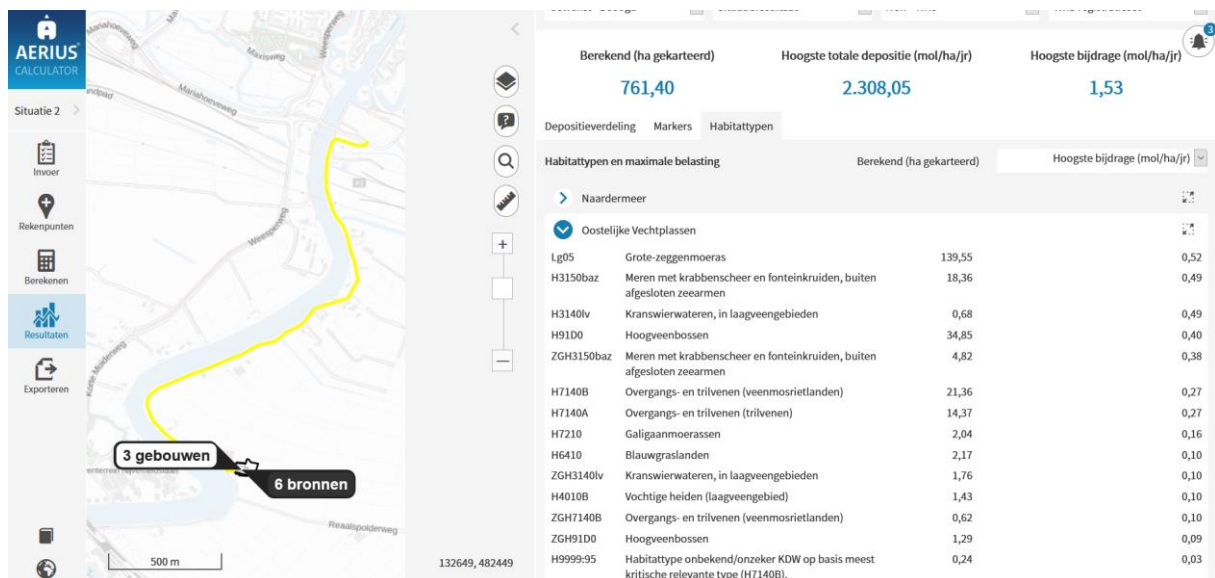 AERIUS
CALCULATOR
Situatie 2
Invoer
Rekenpunten
Berekenen
Resultaten
Exporteren
Mariahoeveweg
Maxisweg
Weesperweg
Mariahoeveweg
Weesperweg
Korte Muiderweg
3 gebouwen
6 bronnen
Reaalspolderweg
500 m
132649, 482449
3
Berekend (ha gekarteerd)
Hoogste totale depositie (mol/ha/jr)
Hoogste bijdrage (mol/ha/jr)
761,40
2.308,05
1,53
Depositieverdeling Markers Habitattypen
Habitattypen en maximale belasting Berekend (ha gekarteerd) Hoogste bijdrage (mol/ha/jr)
Naardermeer
Oostelijke Vechtplassen
Lg05 Grote-zeggenmoeras 139,55 0,52
H3150baz Meren met krabbenscheer en fonteinkruiden, buiten 18,36 0,49
afgesloten zeearmen
H3140lv Kranswierwateren, in laagveengebieden 0,68 0,49
H91D0 Hoogveenbossen 34,85 0,40
ZGH3150baz Meren met krabbenscheer en fonteinkruiden, buiten 4,82 0,38
afgesloten zeearmen
H7140B Overgangs- en trilvenen (veenmosrietlanden) 21,36 0,27
H7140A Overgangs- en trilvenen (trilvenen) 14,37 0,27
H7210 Galigaanmoerassen 2,04 0,16
H6410 Blauwgraslanden 2,17 0,10
ZGH3140lv Kranswierwateren, in laagveengebieden 1,76 0,10
H4010B Vochtige heiden (laagveengebied) 1,43 0,10
ZGH7140B Overgangs- en trilvenen (veenmosrietlanden) 0,62 0,10
ZGH91D0 Hoogveenbossen 1,29 0,09
H9999:95 Habitattype onbekend/onzeker KDW op basis meest 0,24 0,03
kritische relevante type (H7140B).